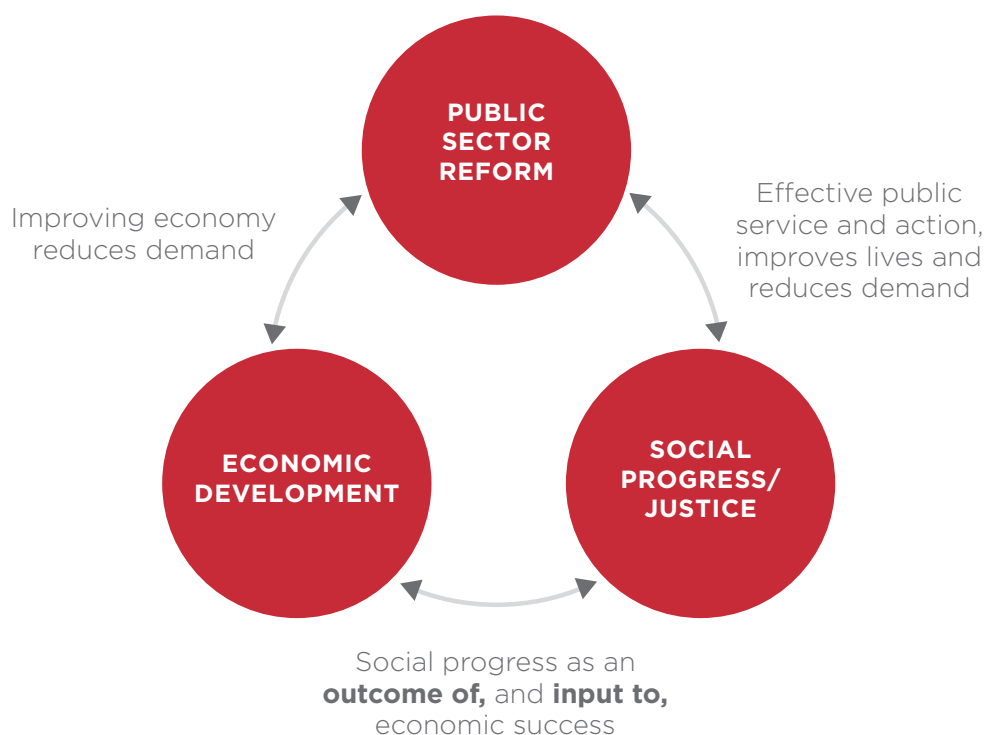 PUBLIC
SECTOR
REFORM
Improving economy
reduces demand
Effective public
service and action,
improves lives and
reduces demand
ECONOMIC
DEVELOPMENT
SOCIAL
PROGRESS/
JUSTICE
Social progress as an
outcome of, and input to,
economic success